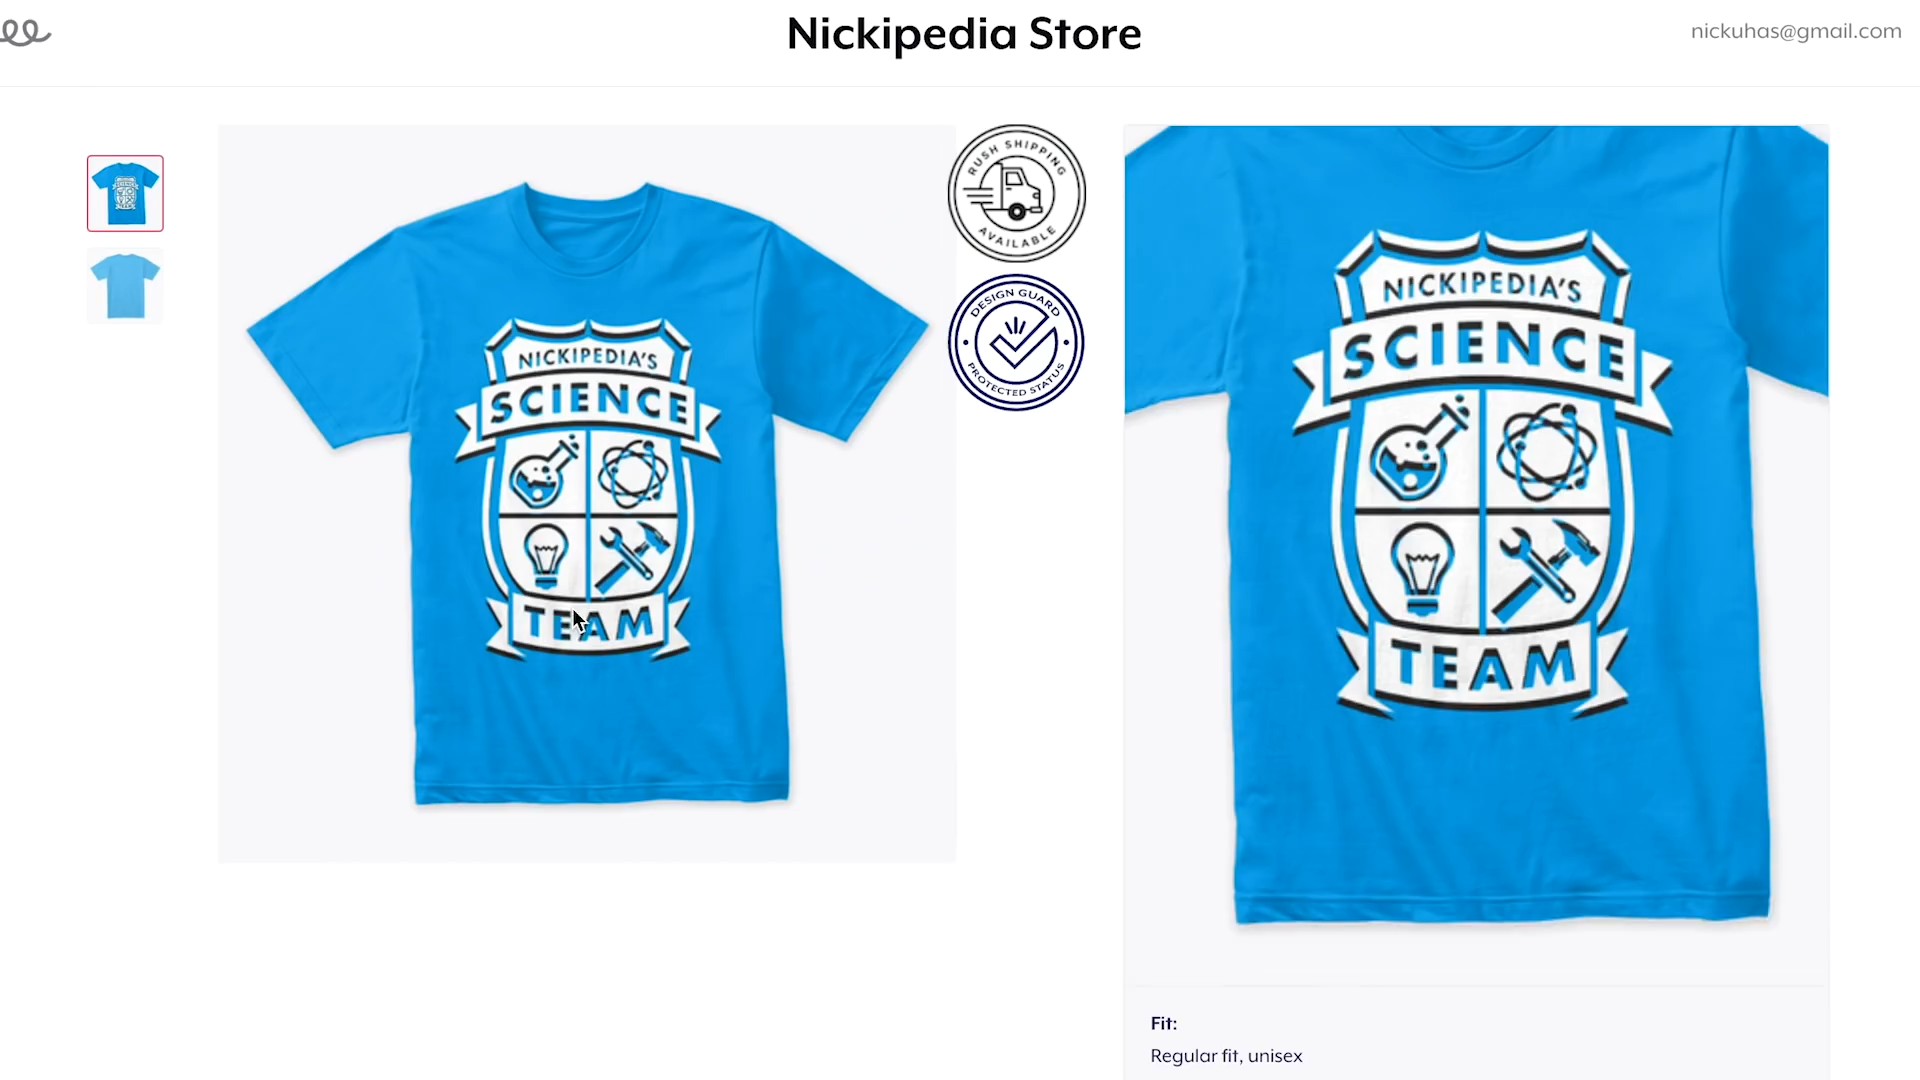 Nickipedia Store
nickuhas@gmail.com
NICKIPEDIA'S
SCIENCE
TEAM
RUSH SHIPPING
AVAILABLE
DESIGN GUARD
PROTECTED STATUS
NICKIPEDIA'S
SCIENCE
TEAM
Fit:
Regular fit, unisex